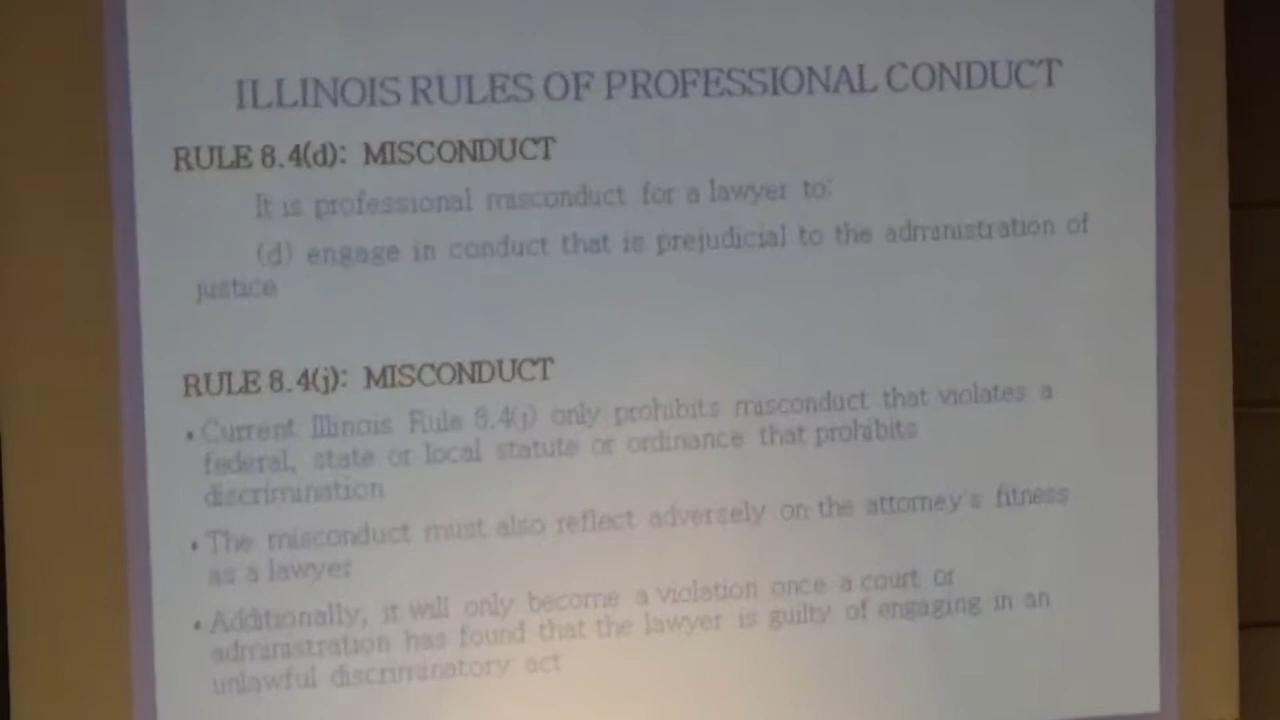 ILLINOIS RULES OF PROFESSIONAL CONDUCT
RULE 8.4(d): MISCONDUCT
It is professional misconduct for a lawyer to:
(d) engage in conduct that is prejudicial to the administration of
justice
RULE 8.4(j): MISCONDUCT
• Current Illinois Rule 8.4(j) only prohibits misconduct that violates a
federal, state or local statute or ordinance that prohibits
discrimination
• The misconduct must also reflect adversely on the attorney's fitness
as a lawyer
• Additionally, it will only become a violation once a court or
administration has found that the lawyer is guilty of engaging in an
unlawful discriminatory act